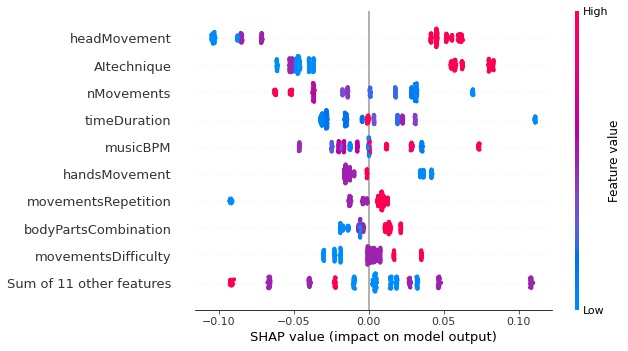 High
headMovement
AItechnique
nMovements
timeDuration
musicBPM
handsMovement
movementsRepetition
bodyPartsCombination
movementsDifficulty
Sum of 11 other features
Feature value
Low
−0.10 −0.05 0.00 0.05 0.10
SHAP value (impact on model output)